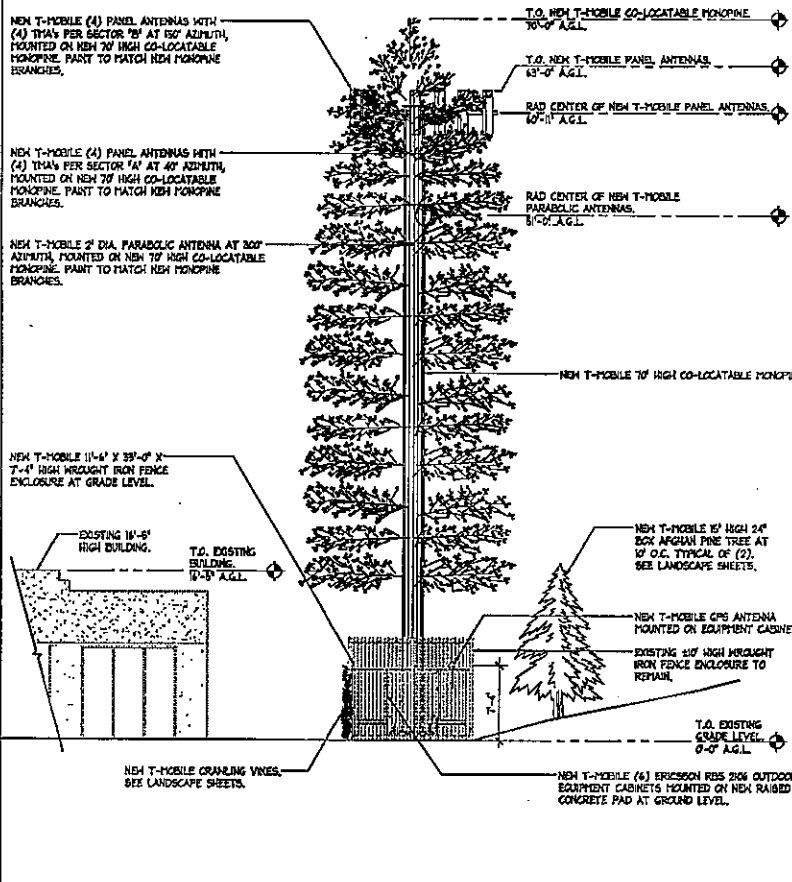 NEW T-MOBILE (4) PANEL ANTENNAS WITH
(4) TMA's PER SECTOR "B" AT 150° AZIMUTH,
MOUNTED ON NEW 70' HIGH CO-LOCATABLE
MONOPINE. PAINT TO MATCH NEW MONOPINE
BRANCHES.
NEW T-MOBILE (4) PANEL ANTENNAS WITH
(4) TMA's PER SECTOR "A" AT 40° AZIMUTH,
MOUNTED ON NEW 70' HIGH CO-LOCATABLE
MONOPINE. PAINT TO MATCH NEW MONOPINE
BRANCHES.
NEW T-MOBILE 2' DIA. PARABOLIC ANTENNA AT 300°
AZIMUTH, MOUNTED ON NEW 70' HIGH CO-LOCATABLE
MONOPINE. PAINT TO MATCH NEW MONOPINE
BRANCHES.
NEW T-MOBILE 11'-6" X 33'-0" X
7'-4" HIGH WROUGHT IRON FENCE
ENCLOSURE AT GRADE LEVEL.
EXISTING 16'-5"
HIGH BUILDING.
T.O. EXISTING
BUILDING.
16'-5" A.G.L.
NEW T-MOBILE CRAWLING VINES.
SEE LANDSCAPE SHEETS.
T.O. NEW T-MOBILE CO-LOCATABLE MONOPINE
70'-0" A.G.L.
T.O. NEW T-MOBILE PANEL ANTENNAS.
63'-0" A.G.L.
RAD CENTER OF NEW T-MOBILE PANEL ANTENNAS.
60'-11" A.G.L.
RAD CENTER OF NEW T-MOBILE
PARABOLIC ANTENNAS.
51'-0" A.G.L.
NEW T-MOBILE 70' HIGH CO-LOCATABLE MONOPI
NEW T-MOBILE 15' HIGH 24"
BOX AFGHAN PINE TREE AT
10' O.C. TYPICAL OF (2).
SEE LANDSCAPE SHEETS.
NEW T-MOBILE GPS ANTENNA
MOUNTED ON EQUIPMENT CABINE
EXISTING ±10' HIGH WROUGHT
IRON FENCE ENCLOSURE TO
REMAIN.
7'-4"
T.O. EXISTING
GRADE LEVEL.
0'-0" A.G.L.
NEW T-MOBILE (6) ERICSSON RBS 2106 OUTDOO
EQUIPMENT CABINETS MOUNTED ON NEW RAISED
CONCRETE PAD AT GROUND LEVEL.